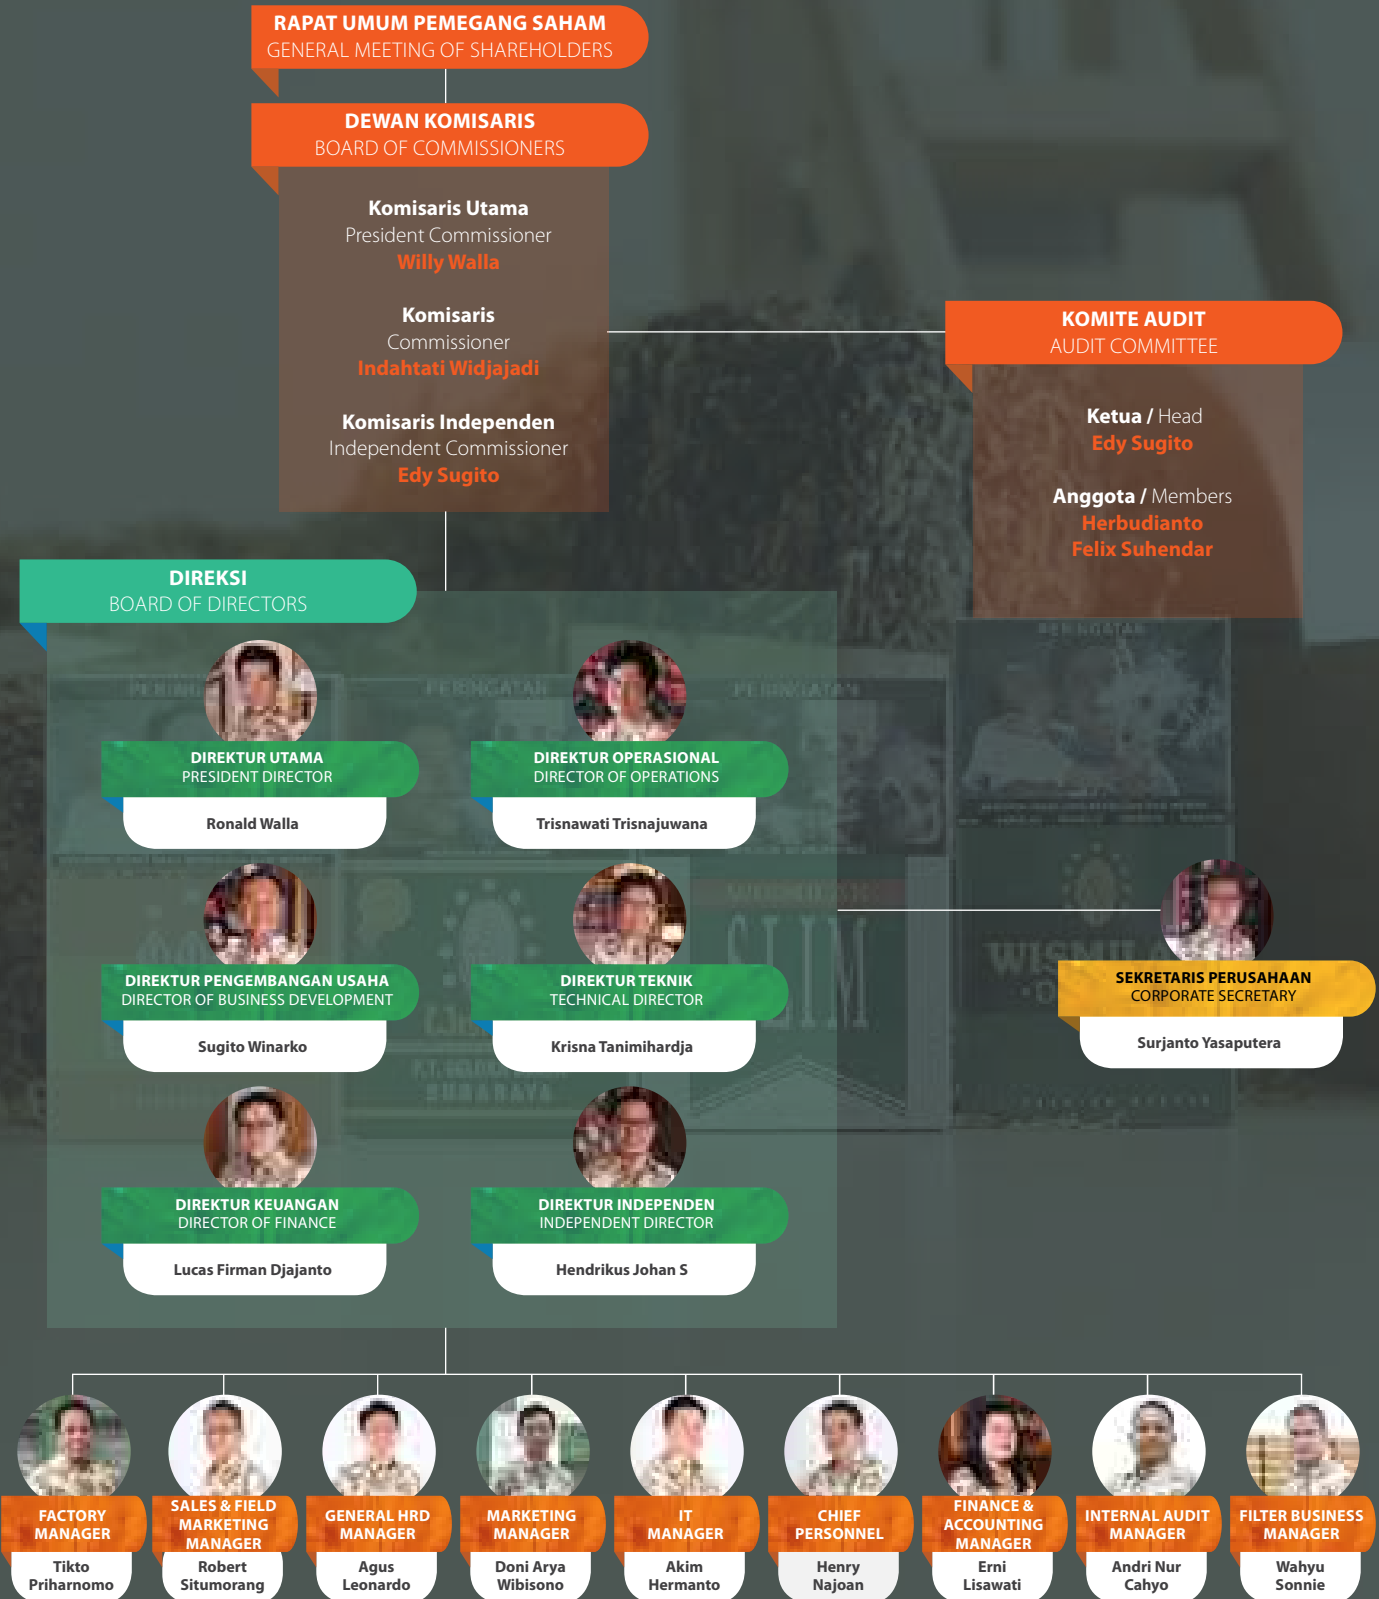 RAPAT UMUM PEMEGANG SAHAM
GENERAL MEETING OF SHAREHOLDERS
DEWAN KOMISARIS
BOARD OF COMMISSIONERS
Komisaris Utama
President Commissioner
Willy Walla
Komisaris
Commissioner
Indahtati Widjajadi
Komisaris Independen
Independent Commissioner
Edy Sugito
KOMITE AUDIT
AUDIT COMMITTEE
Ketua / Head
Edy Sugito
Anggota / Members
Herbudianto
Felix Suhendar
DIREKSI
BOARD OF DIRECTORS
PERINGATAN
PERINGATAN
PERINGATAN
DIREKTUR UTAMA
PRESIDENT DIRECTOR
Ronald Walla
DIREKTUR OPERASIONAL
DIRECTOR OF OPERATIONS
Trisnawati Trisnajuwana
DIREKTUR PENGEMBANGAN USAHA
DIRECTOR OF BUSINESS DEVELOPMENT
Sugito Winarko
DIREKTUR TEKNIK
TECHNICAL DIRECTOR
Krisna Tanimihardja
SLIM
SURABAYA
SEKRETARIS PERUSAHAAN
CORPORATE SECRETARY
Surjanto Yasaputera
DIREKTUR KEUANGAN
DIRECTOR OF FINANCE
Lucas Firman Djajanto
DIREKTUR INDEPENDEN
INDEPENDENT DIRECTOR
Hendrikus Johan S
FACTORY
MANAGER
Tikto
Priharnomo
SALES & FIELD
MARKETING
MANAGER
Robert
Situmorang
GENERAL HRD
MANAGER
Agus
Leonardo
MARKETING
MANAGER
Doni Arya
Wibisono
IT
MANAGER
Akim
Hermanto
CHIEF
PERSONNEL
Henry
Najoan
FINANCE &
ACCOUNTING
MANAGER
Erni
Lisawati
INTERNAL AUDIT
MANAGER
Andri Nur
Cahyo
FILTER BUSINESS
MANAGER
Wahyu
Sonnie